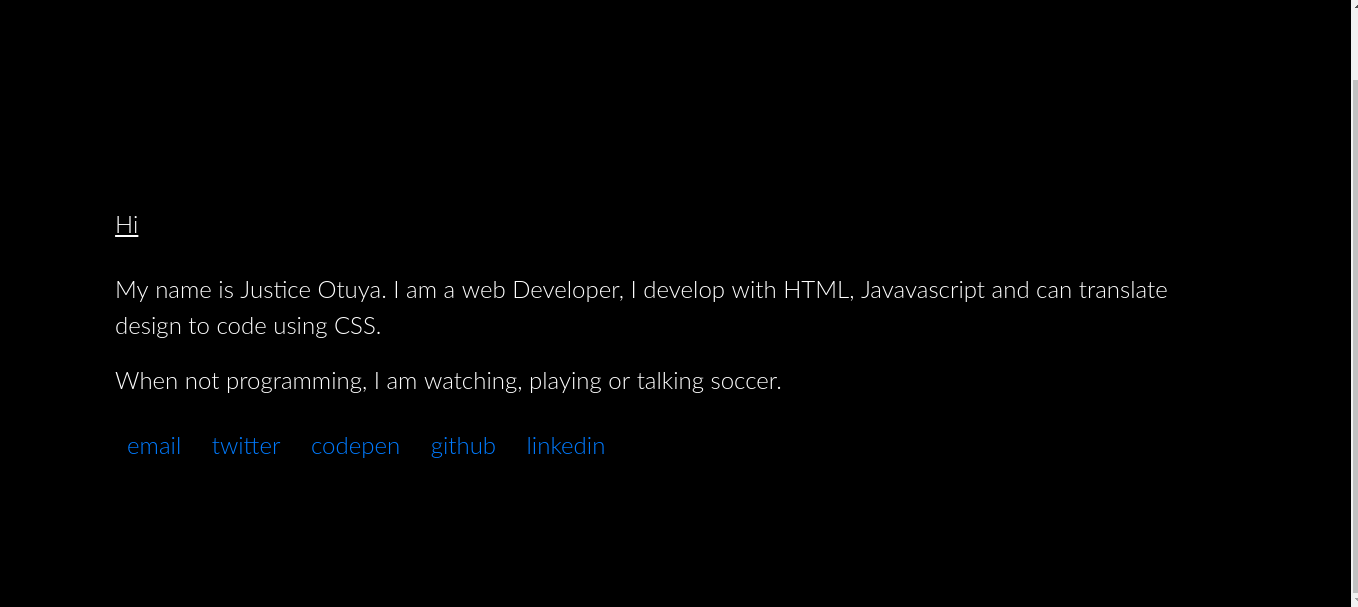 Hi
My name is Justice Otuya. I am a web Developer, I develop with HTML, Javavascript and can translate
design to code using CSS.
When not programming, I am watching, playing or talking soccer.
email twitter codepen github linkedin